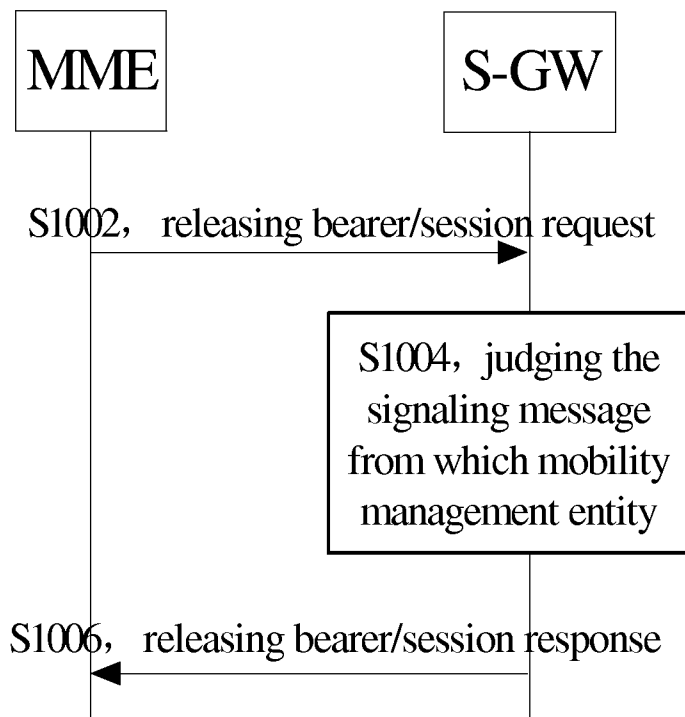 MME
S-GW
S1002, releasing bearer/session request
S1004, judging the
signaling message
from which mobility
management entity
S1006, releasing bearer/session response